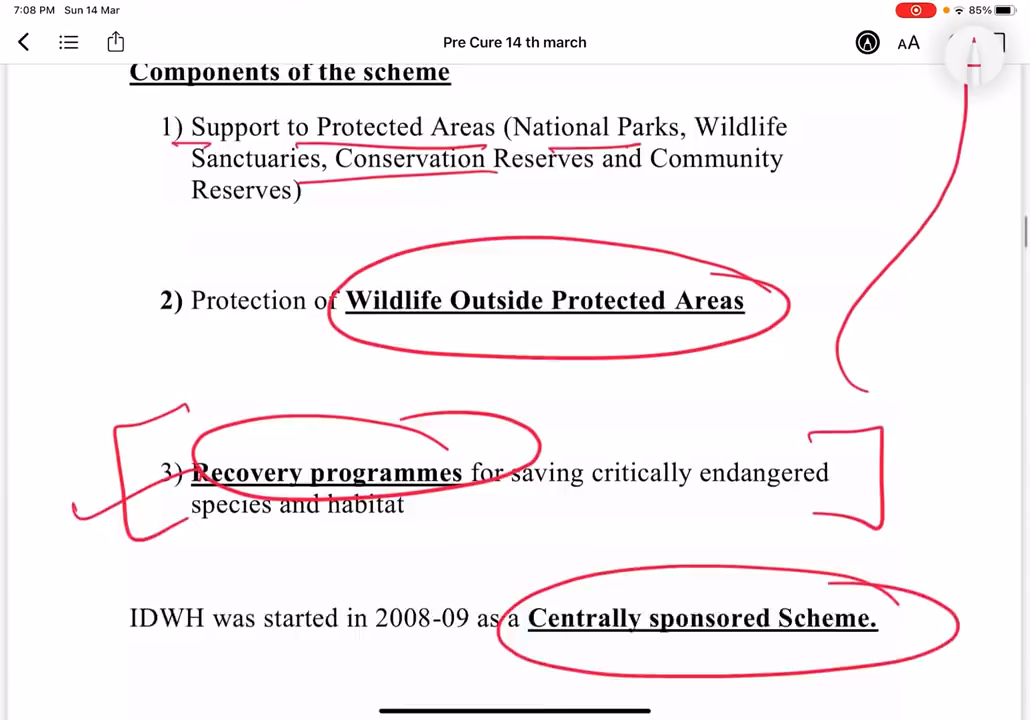 7:08 PM Sun 14 Mar 85%
Pre Cure 14 th march AA
Components of the scheme
1) Support to Protected Areas (National Parks, Wildlife
Sanctuaries, Conservation Reserves and Community
Reserves)
2) Protection of Wildlife Outside Protected Areas
3) Recovery programmes for saving critically endangered
species and habitat
IDWH was started in 2008-09 as a Centrally sponsored Scheme.